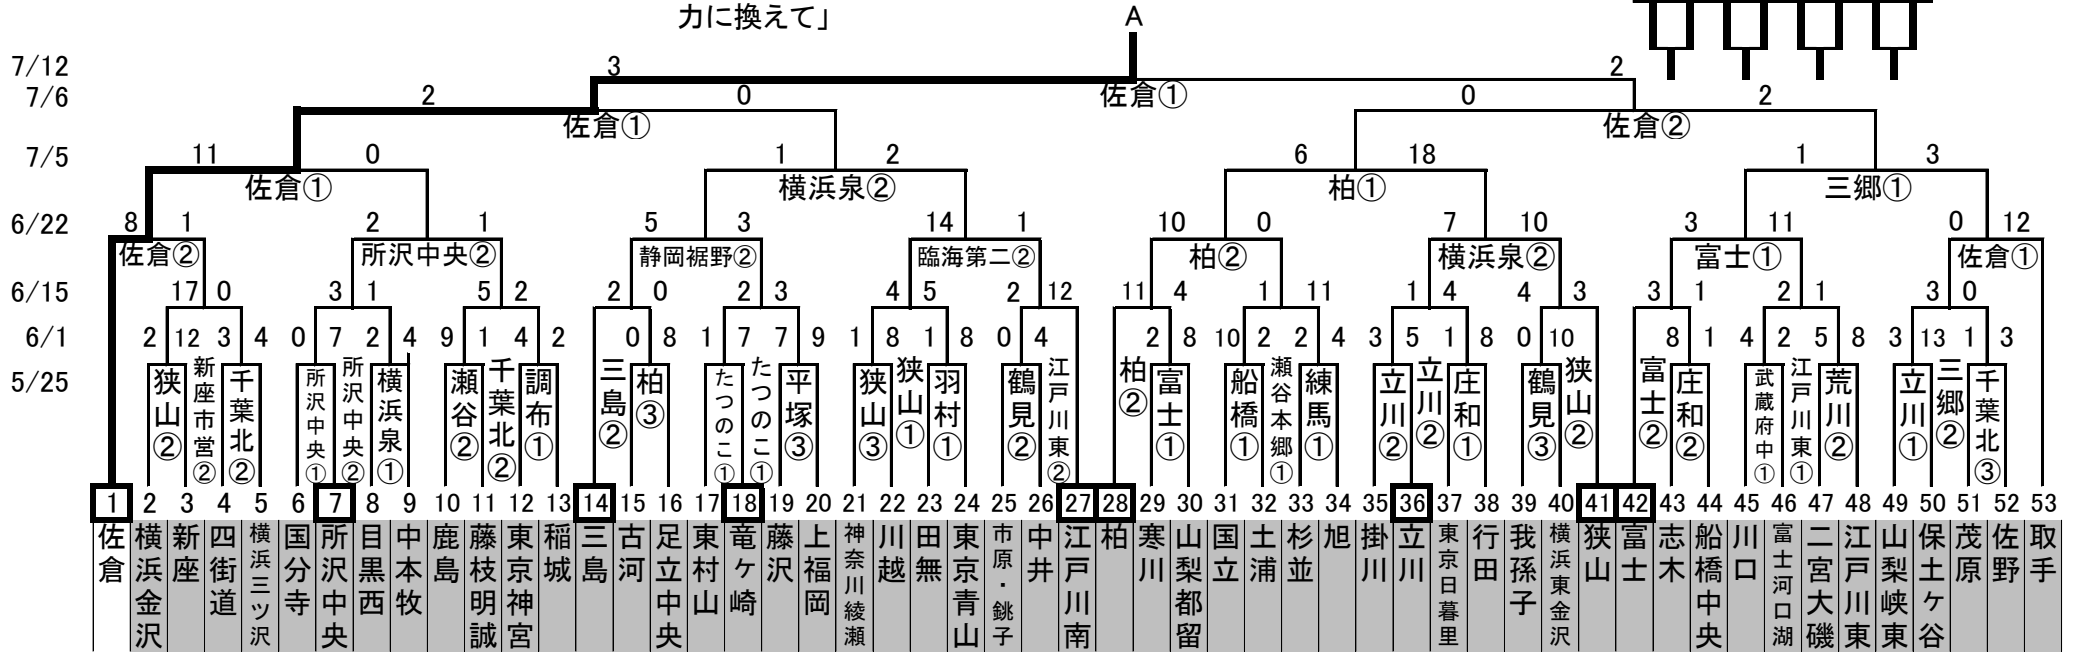 力に換えて」
A
7/12 3 2
7/6 2 0 佐倉① 0 2
佐倉① 佐倉②
7/5 11 0 1 2 6 18 1 3
佐倉① 横浜泉② 柏① 三郷①
6/22 8 1 2 1 5 3 14 1 10 0 7 10 3 11 0 12
佐倉② 所沢中央② 静岡裾野② 臨海第二② 柏② 横浜泉② 富士① 佐倉①
6/15 17 0 3 1 5 2 2 0 2 3 4 5 2 12 11 4 1 11 1 4 4 3 3 1 2 1 3 0
6/1 2 12 3 4 0 7 2 4 9 1 4 2 0 8 1 7 7 9 1 8 1 8 0 4 2 8 10 2 2 4 3 5 1 8 0 10 8 1 4 2 5 8 3 13 1 3
5/25
狭山②
新座市営②
千葉北②
所沢中央①
所沢中央②
横浜泉①
瀬谷②
千葉北②
調布①
三島②
柏③
たつのこ①
たつのこ①
平塚③
狭山③
狭山①
羽村①
鶴見②
江戸川東②
柏②
富士①
船橋①
瀬谷本郷①
練馬①
立川②
立川②
庄和①
鶴見③
狭山②
富士②
庄和②
武蔵府中①
江戸川東①
荒川②
立川①
三郷②
千葉北③
1 2 3 4 5 6 7 8 9 10 11 12 13 14 15 16 17 18 19 20 21 22 23 24 25 26 27 28 29 30 31 32 33 34 35 36 37 38 39 40 41 42 43 44 45 46 47 48 49 50 51 52 53
佐倉
横浜金沢
新座
四街道
横浜三ツ沢
国分寺
所沢中央
目黒西
中本牧
鹿島
藤枝明誠
東京神宮
稲城
三島
古河
足立中央
東村山
竜ヶ崎
藤沢
上福岡
神奈川綾瀬
川越
田無
東京青山
市原・銚子
中井
江戸川南
柏
寒川
山梨都留
国立
土浦
杉並
旭
掛川
立川
東京日暮里
行田
我孫子
横浜東金沢
狭山
富士
志木
船橋中央
川口
富士河口湖
二宮大磯
江戸川東
山梨峡東
保土ヶ谷
茂原
佐野
取手